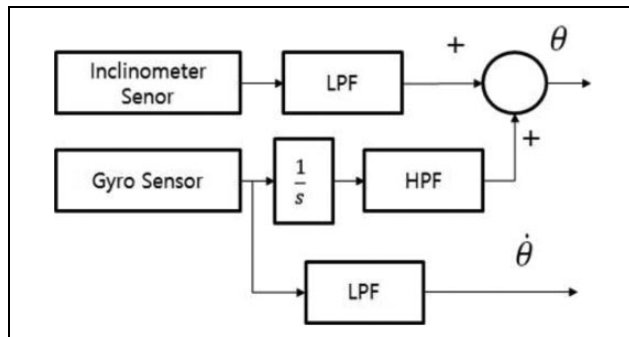 Inclinometer
Senor
LPF
+
θ
Gyro Sensor
1
s
HPF
+
LPF
θ̇